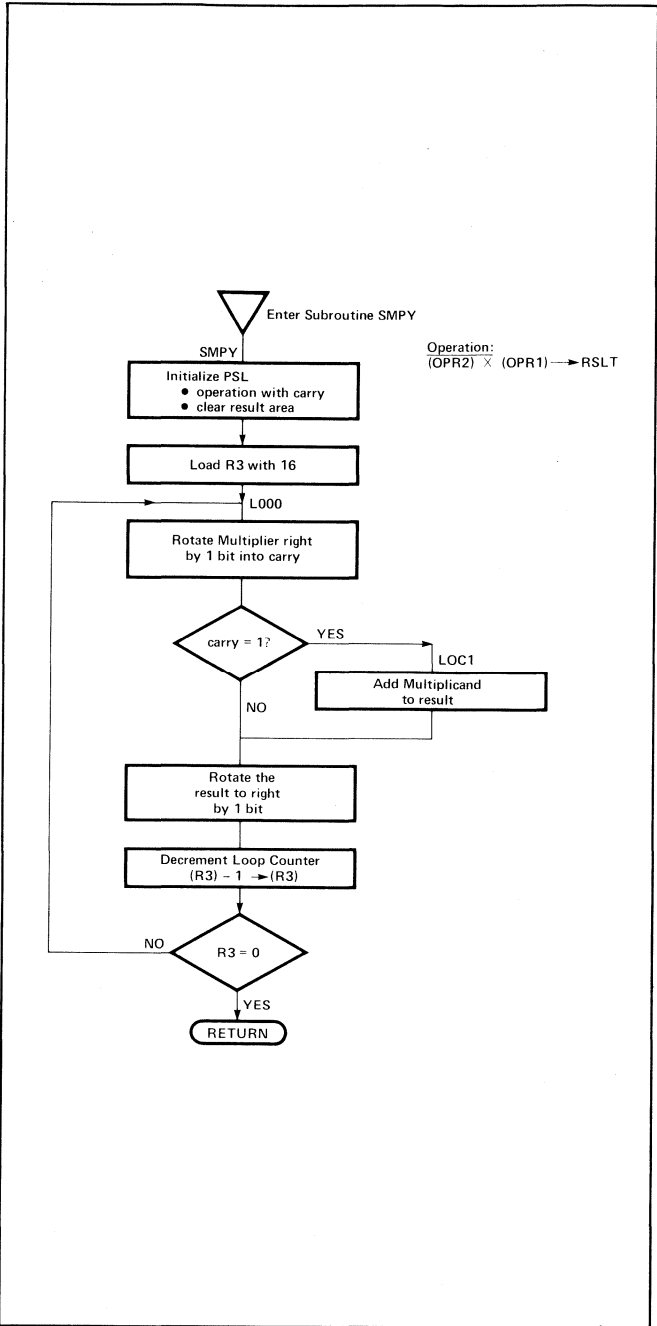 Enter Subroutine SMPY
Operation:
(OPR2) X (OPR1) → RSLT
SMPY
Initialize PSL
• operation with carry
• clear result area
Load R3 with 16
L000
Rotate Multiplier right
by 1 bit into carry
carry = 1?
YES
LOC1
Add Multiplicand
to result
NO
Rotate the
result to right
by 1 bit
Decrement Loop Counter
(R3) – 1 → (R3)
NO
R3 = 0
YES
RETURN